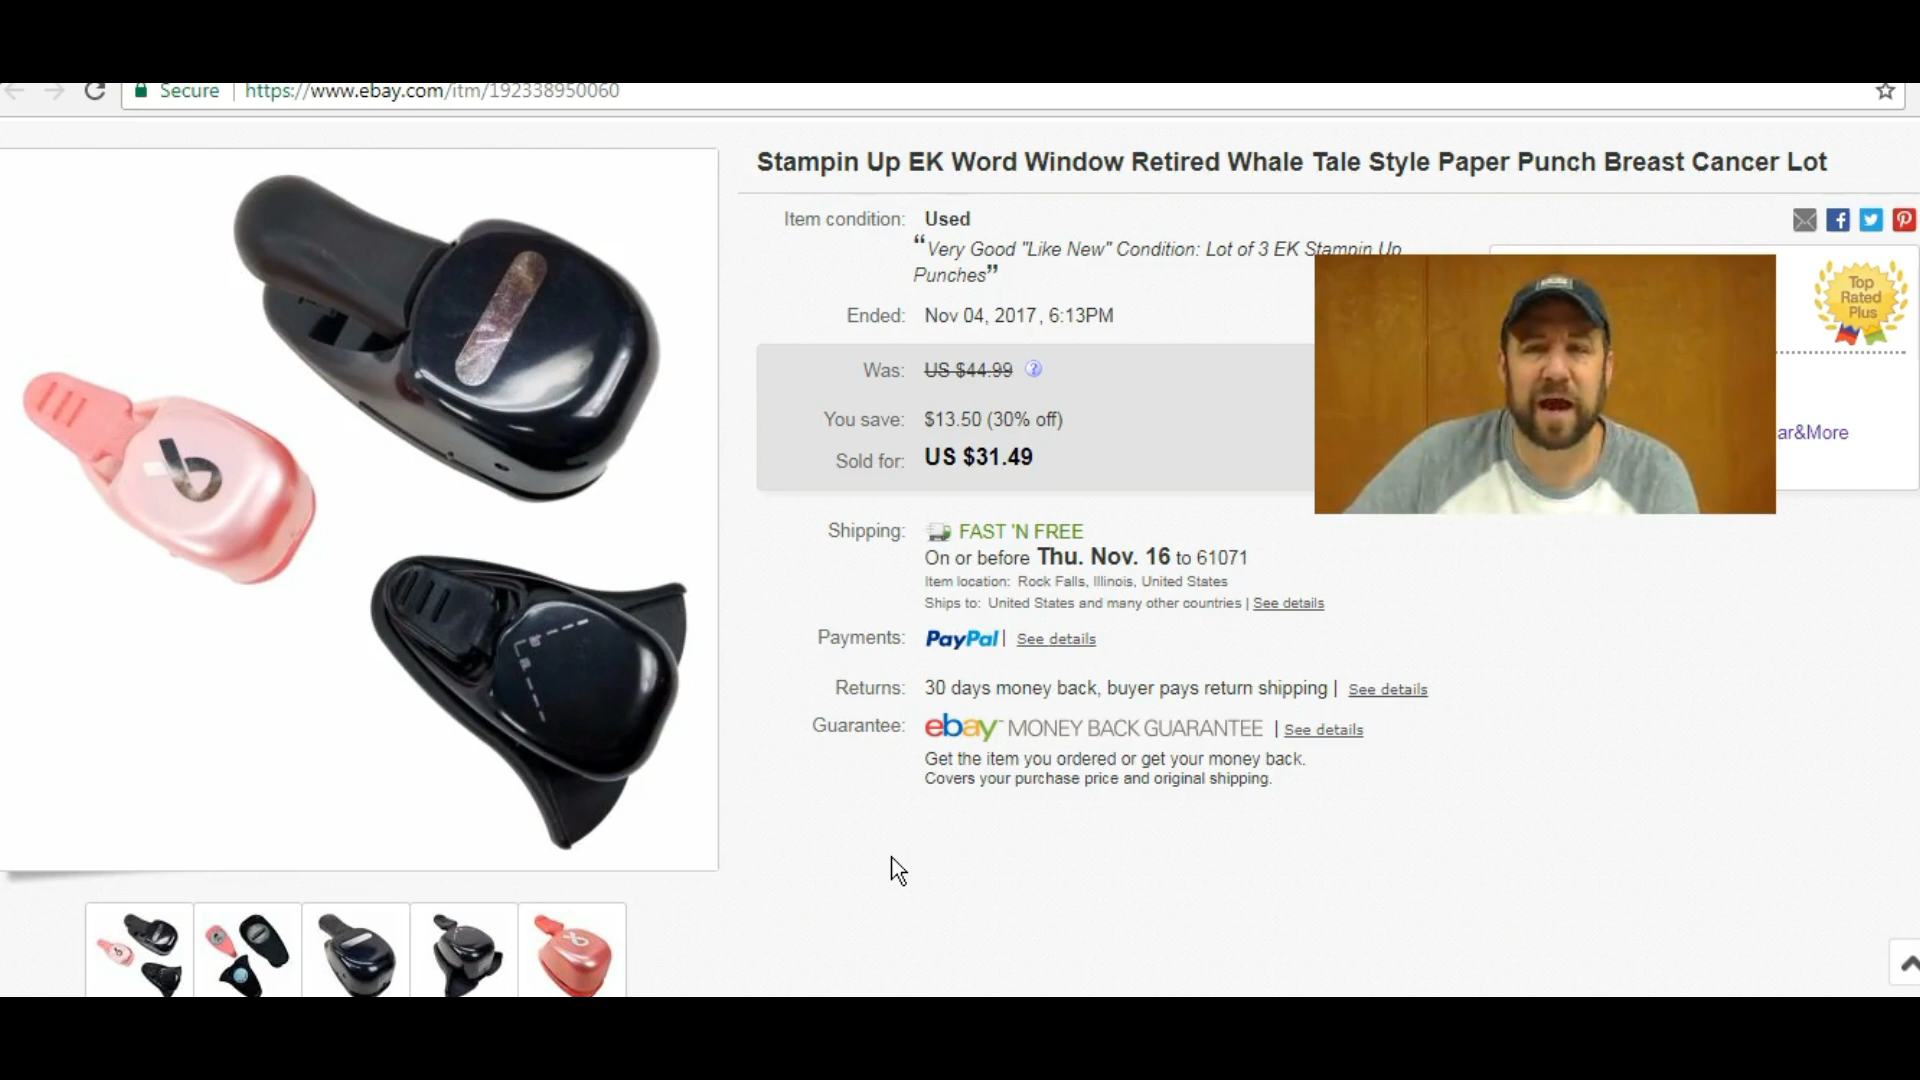 Secure
https://www.ebay.com/itm/192338950060
Stampin Up EK Word Window Retired Whale Tale Style Paper Punch Breast Cancer Lot
Item condition: Used
“Very Good "Like New" Condition: Lot of 3 EK Stampin Up
Punches”
Ended: Nov 04, 2017, 6:13PM
Was: US $44.99 ?
You save: $13.50 (30% off)
Sold for: US $31.49
Top
Rated
Plus
ar&More
Shipping: FAST 'N FREE
On or before Thu. Nov. 16 to 61071
Item location: Rock Falls, Illinois, United States
Ships to: United States and many other countries | See details
Payments: PayPal | See details
Returns: 30 days money back, buyer pays return shipping | See details
Guarantee: ebay™ MONEY BACK GUARANTEE | See details
Get the item you ordered or get your money back.
Covers your purchase price and original shipping.